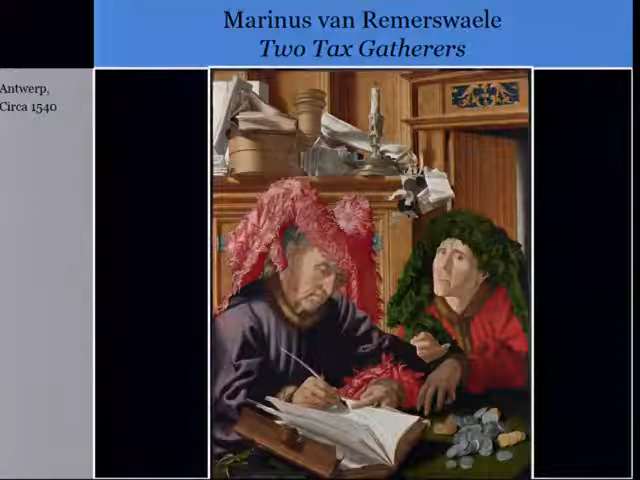 Marinus van Remerswaele
Two Tax Gatherers
Antwerp,
Circa 1540